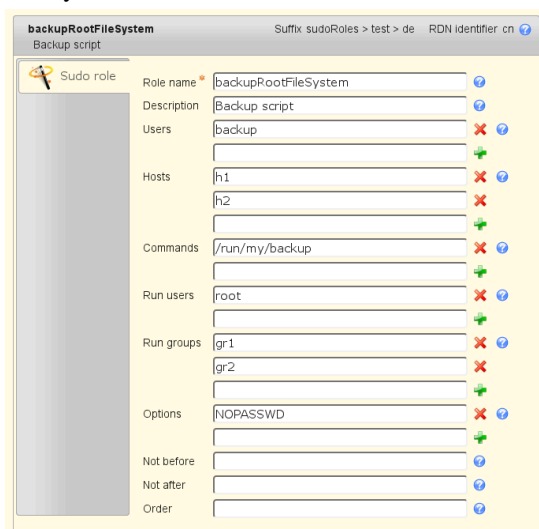 backupRootFileSystem Suffix sudoRoles > test > de RDN identifier cn
Backup script
Sudo role
Role name * backupRootFileSystem
Description Backup script
Users backup
Hosts h1
h2
Commands /run/my/backup
Run users root
Run groups gr1
gr2
Options NOPASSWD
Not before
Not after
Order